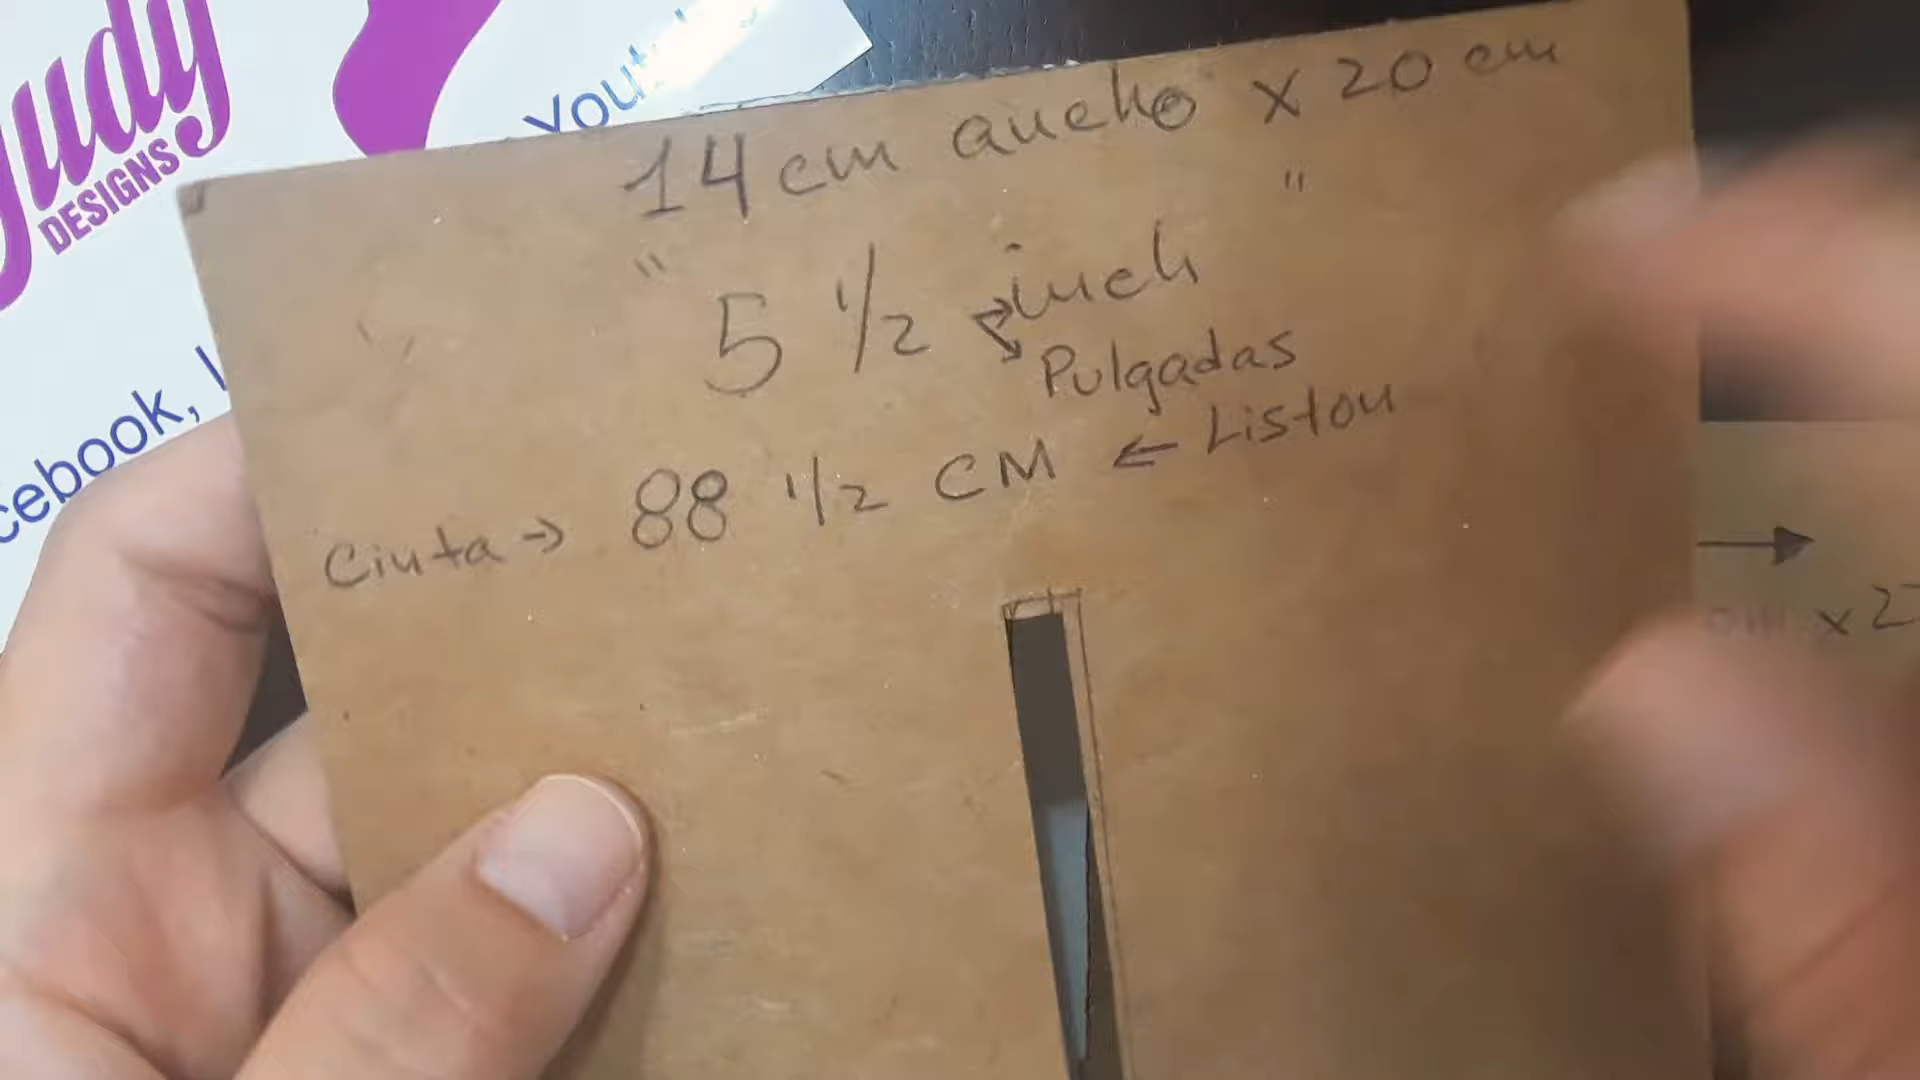 Judy
DESIGNS
Yout
cebook,
14 cm ancho x 20 cm
" "
5 1/2 → inch
↘ Pulgadas
Cinta → 88 1/2 CM ← Liston
x 2